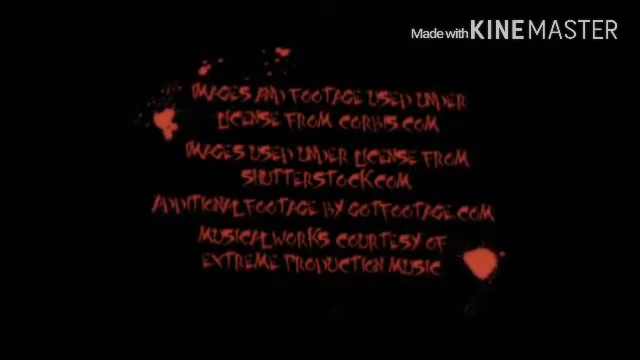 Made with KINEMASTER
IMAGES AND FOOTAGE USED UNDER
LICENSE FROM CORBIS.COM
IMAGES USED UNDER LICENSE FROM
SHUTTERSTOCK.COM
ADDITIONAL FOOTAGE BY GOTFOOTAGE.COM
MUSICAL WORKS COURTESY OF
EXTREME PRODUCTION MUSIC